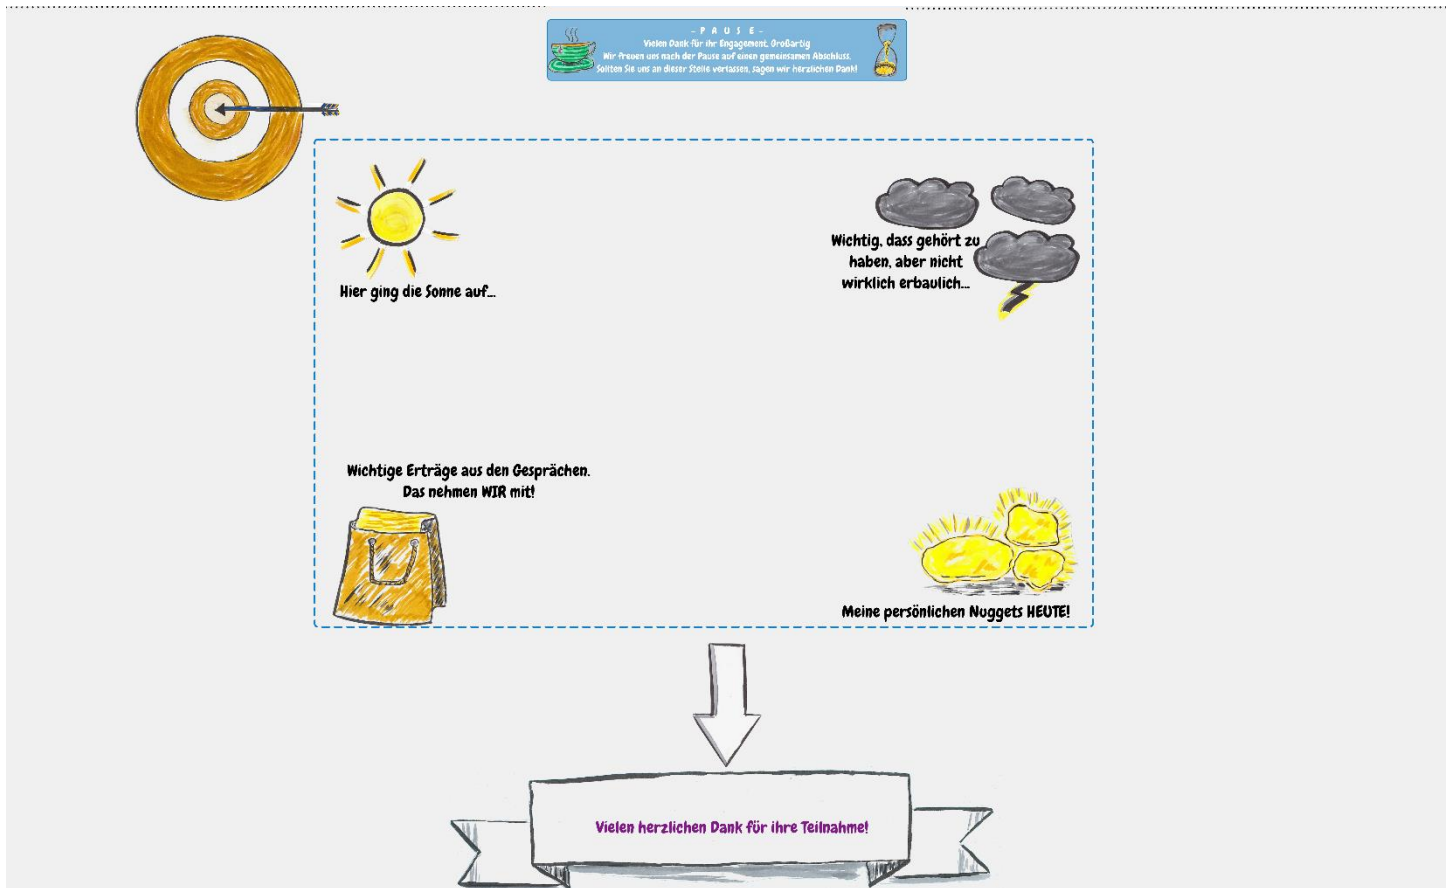 - P A U S E -
Vielen Dank für ihr Engagement. Großartig
Wir freuen uns nach der Pause auf einen gemeinsamen Abschluss.
Sollten Sie uns an dieser Stelle verlassen, sagen wir herzlichen Dank!
Hier ging die Sonne auf...
Wichtig, dass gehört zu
haben, aber nicht
wirklich erbaulich...
Wichtige Erträge aus den Gesprächen.
Das nehmen WIR mit!
Meine persönlichen Nuggets HEUTE!
Vielen herzlichen Dank für ihre Teilnahme!